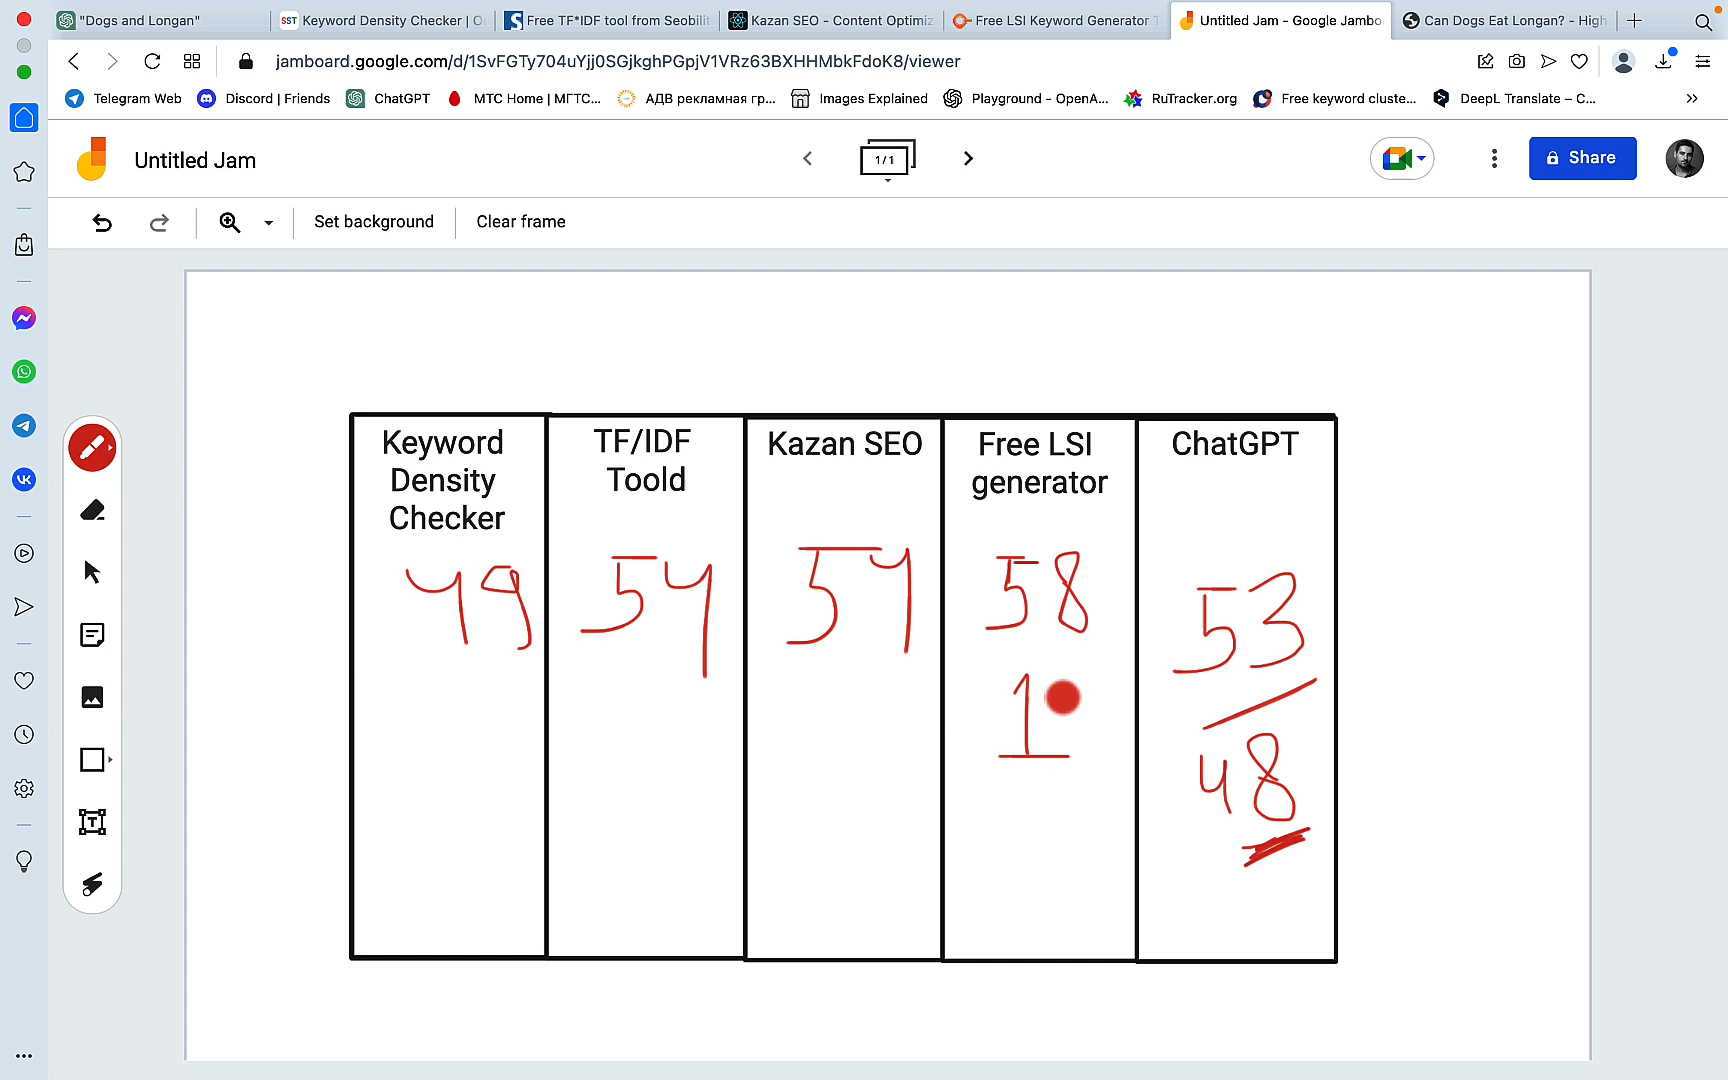 "Dogs and Longan"
SST Keyword Density Checker | O
Free TF*IDF tool from Seobilit
Kazan SEO - Content Optimiz
Free LSI Keyword Generator T
Untitled Jam - Google Jambo
Can Dogs Eat Longan? - High
jamboard.google.com/d/1SvFGTy704uYjj0SGjkghPGpjV1VRz63BXHHMbkFdoK8/viewer
Telegram Web
Discord | Friends
ChatGPT
МТС Home | МГТС...
АДВ рекламная гр...
Images Explained
Playground - OpenA...
RuTracker.org
Free keyword cluste...
DeepL Translate – C...
Untitled Jam
1/1
Share
Set background
Clear frame
Keyword
Density
Checker
49
TF/IDF
Toold
54
Kazan SEO
54
Free LSI
generator
58
1
ChatGPT
53
48